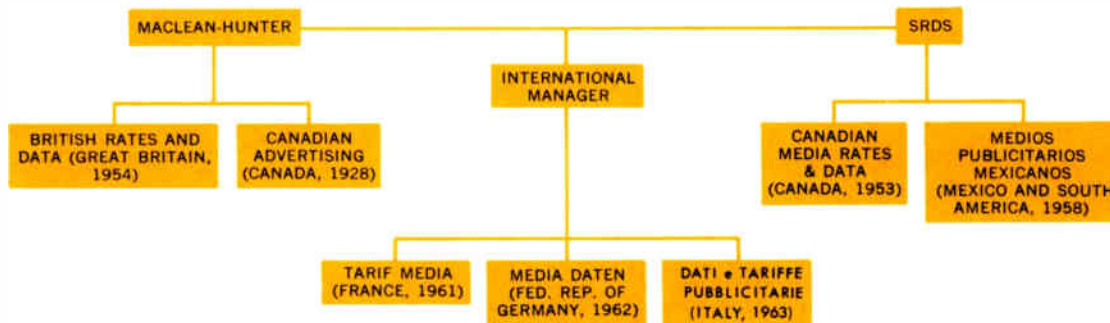 MACLEAN-HUNTER
SRDS
INTERNATIONAL
MANAGER
BRITISH RATES AND
DATA (GREAT BRITAIN,
1954)
CANADIAN
ADVERTISING
(CANADA, 1928)
CANADIAN
MEDIA RATES
& DATA
(CANADA, 1953)
MEDIOS
PUBLICITARIOS
MEXICANOS
(MEXICO AND SOUTH
AMERICA, 1958)
TARIF MEDIA
(FRANCE, 1961)
MEDIA DATEN
(FED. REP. OF
GERMANY, 1962)
DATI e TARIFFE
PUBBLICITARIE
(ITALY, 1963)